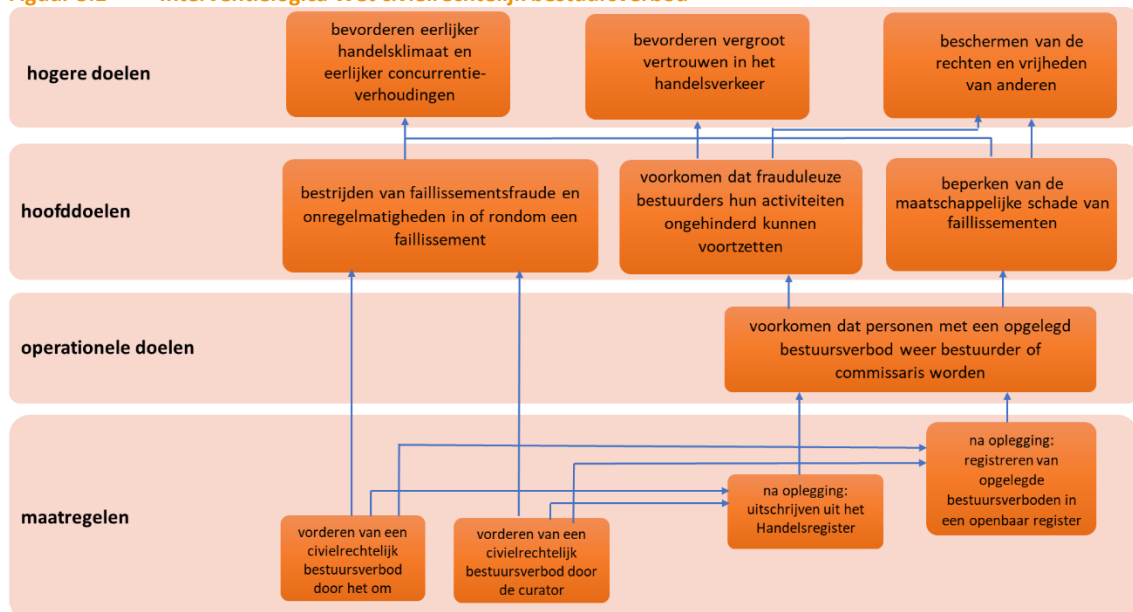 Figuur Interventielogica Wet civielrechtelijk bestuursverbod
hogere doelen
bevorderen eerlijker
handelsklimaat en
eerlijker concurrentie-
verhoudingen
bevorderen vergroot
vertrouwen in het
handelsverkeer
beschermen van de
rechten en vrijheden
van anderen
hoofddoelen
bestrijden van faillissementsfraude en
onregelmatigheden in of rondom een
faillissement
voorkomen dat frauduleuze
bestuurders hun activiteiten
ongehinderd kunnen
voortzetten
beperken van de
maatschappelijke schade van
faillissementen
operationele doelen
voorkomen dat personen met een opgelegd
bestuursverbod weer bestuurder of
commissaris worden
maatregelen
vorderen van een
civielrechtelijk
bestuursverbod
door het om
vorderen van een
civielrechtelijk
bestuursverbod door
de curator
na oplegging:
uitschrijven uit het
Handelsregister
na oplegging:
registreren van
opgelegde
bestuursverboden in
een openbaar register